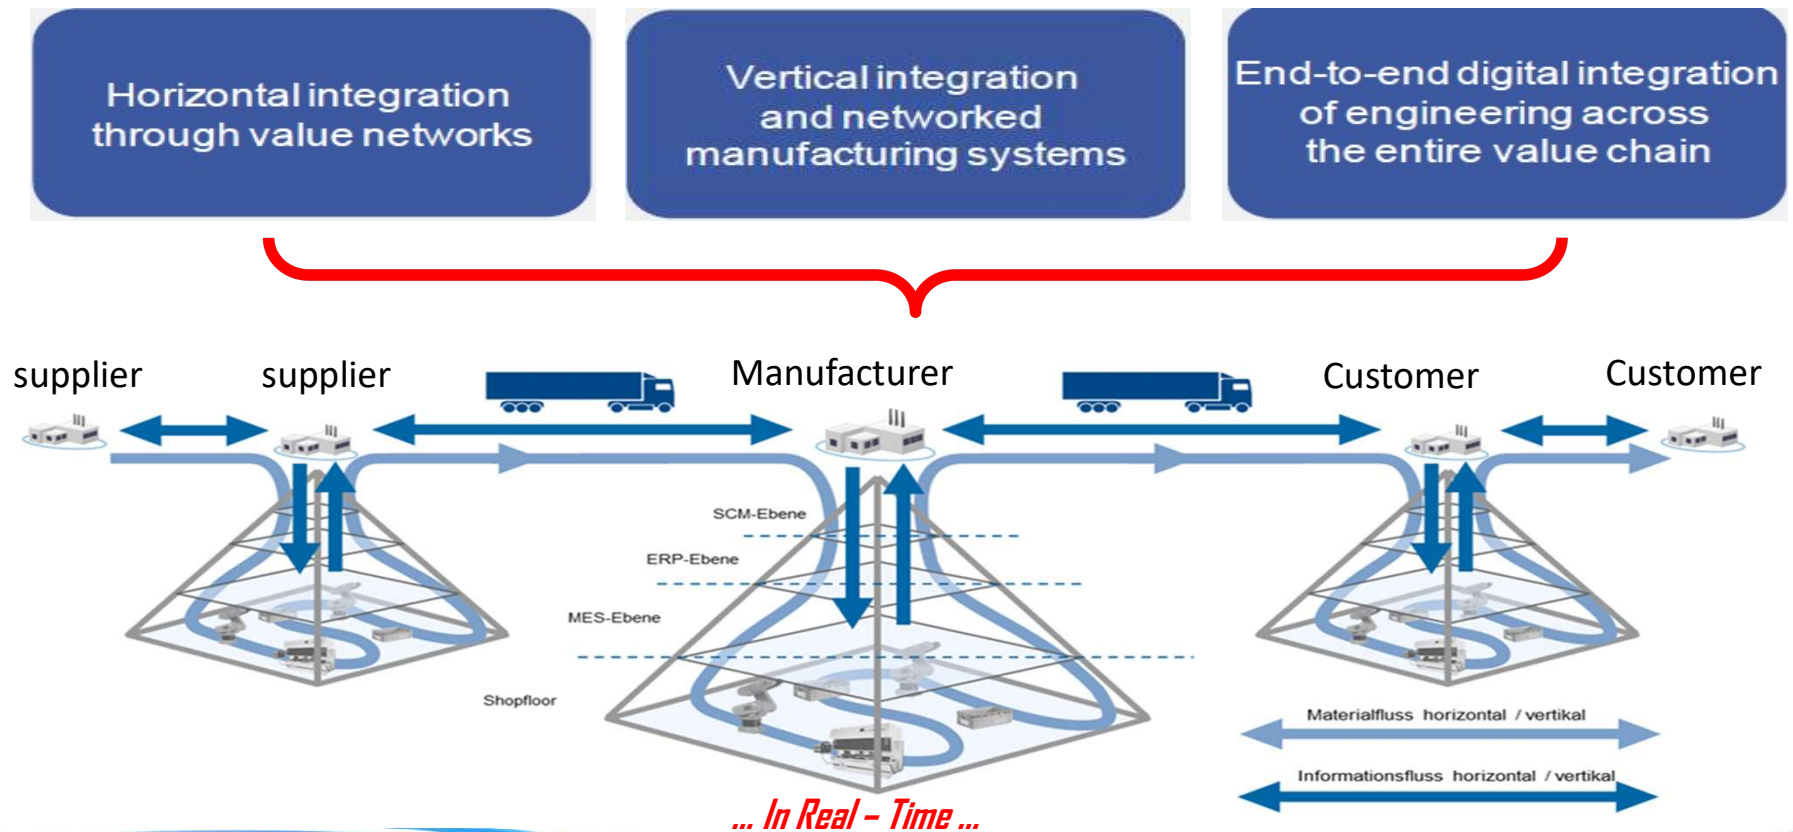 Horizontal integration
through value networks
Vertical integration
and networked
manufacturing systems
End-to-end digital integration
of engineering across
the entire value chain
supplier
supplier
Manufacturer
Customer
Customer
SCM-Ebene
ERP-Ebene
MES-Ebene
Shopfloor
Materialfluss horizontal / vertikal
Informationsfluss horizontal / vertikal
... In Real – Time ...